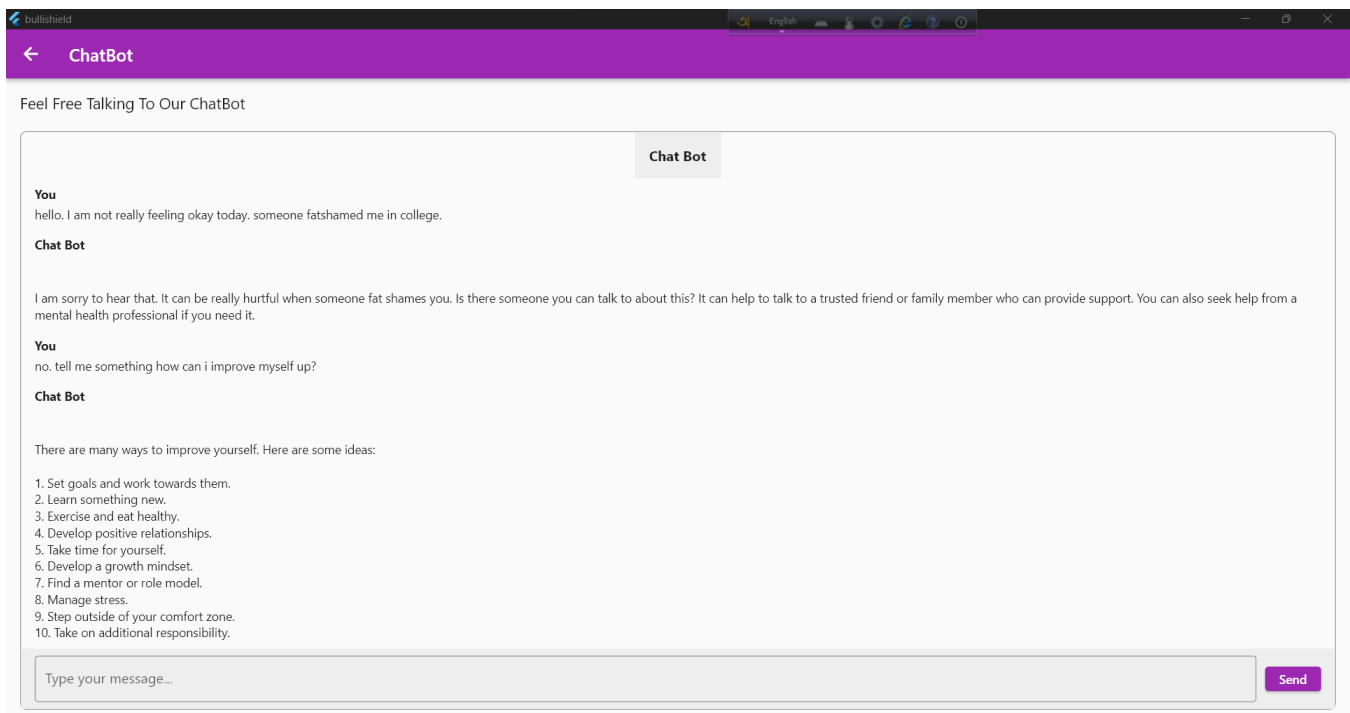 bullishield
অ English
ChatBot
Feel Free Talking To Our ChatBot
Chat Bot
You
hello. I am not really feeling okay today. someone fatshamed me in college.
Chat Bot
I am sorry to hear that. It can be really hurtful when someone fat shames you. Is there someone you can talk to about this? It can help to talk to a trusted friend or family member who can provide support. You can also seek help from a
mental health professional if you need it.
You
no. tell me something how can i improve myself up?
Chat Bot
There are many ways to improve yourself. Here are some ideas:
1. Set goals and work towards them.
2. Learn something new.
3. Exercise and eat healthy.
4. Develop positive relationships.
5. Take time for yourself.
6. Develop a growth mindset.
7. Find a mentor or role model.
8. Manage stress.
9. Step outside of your comfort zone.
10. Take on additional responsibility.
Type your message...
Send